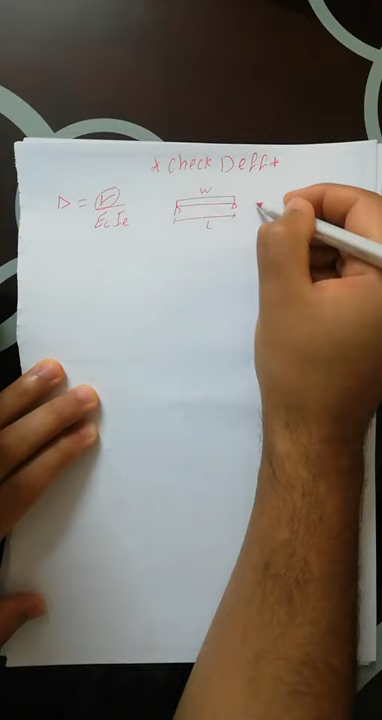 * Check Deff *
Δ = √ / Ec Ie
W
L